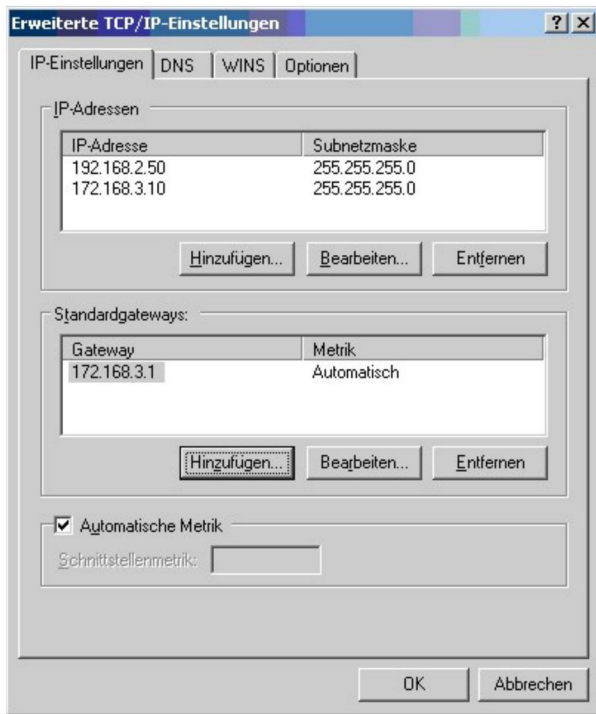 Erweiterte TCP/IP-Einstellungen
IP-Einstellungen DNS WINS Optionen
IP-Adressen
IP-Adresse Subnetzmaske
192.168.2.50 255.255.255.0
172.168.3.10 255.255.255.0
Hinzufügen... Bearbeiten... Entfernen
Standardgateways:
Gateway Metrik
172.168.3.1 Automatisch
Hinzufügen... Bearbeiten... Entfernen
Automatische Metrik
Schnittstellenmetrik:
OK Abbrechen